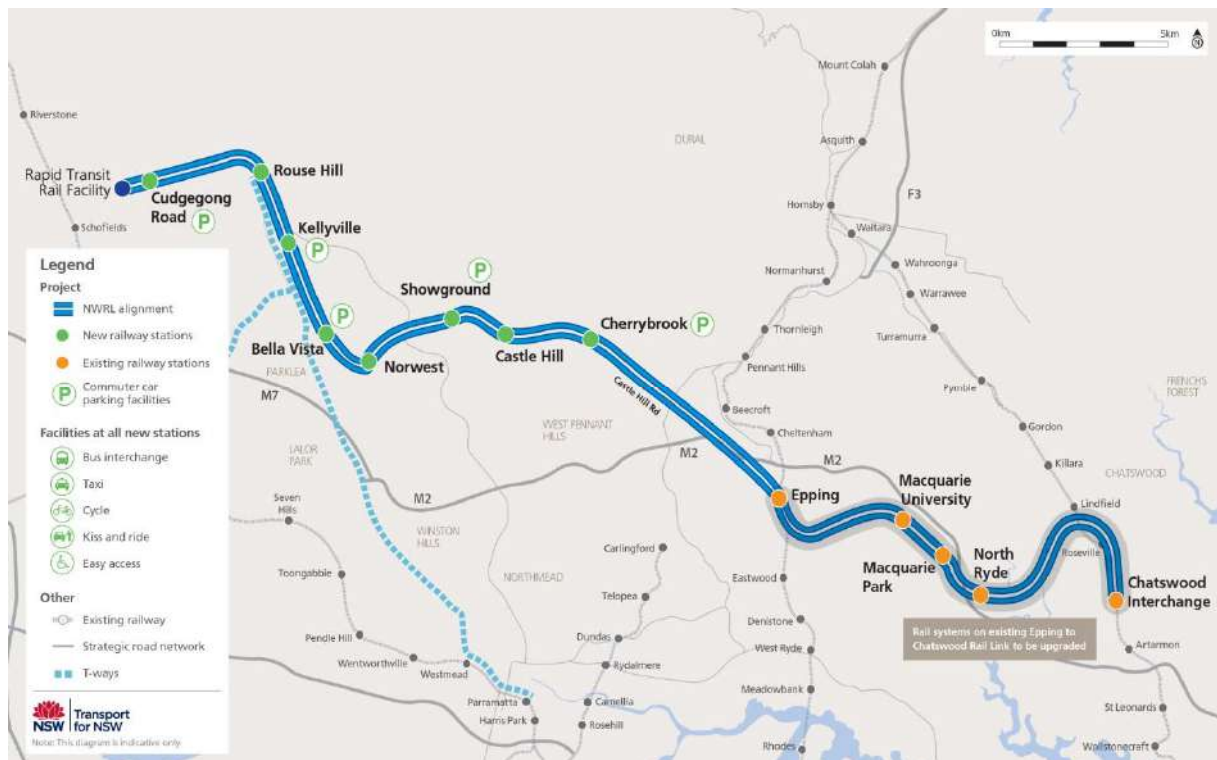 0km
5km
N
Mount Colah
Riverstone
DURAL
Asquith
Rapid Transit
Rail Facility
Rouse Hill
Cudgegong
Road
P
F3
Hornsby
Waitara
Schofields
Kellyville
P
Wahroonga
Normanhurst
Warrawee
Showground
P
Legend
Project
NWRL alignment
New railway stations
Existing railway stations
P
Commuter car
parking facilities
Facilities at all new stations
Bus interchange
Taxi
Cycle
Kiss and ride
Easy access
Other
Existing railway
Strategic road network
T-ways
NSW
Transport
for NSW
Note: This diagram is indicative only
P
Bella Vista
Norwest
Castle Hill
Cherrybrook
P
Thornleigh
Turramurra
Pennant Hills
PARKLEA
M7
Castle Hill Rd
Pymble
FRENCHS
FOREST
Beecroft
Cheltenham
Gordon
WEST PENNANT
HILLS
LALOR
PARK
M2
M2
M2
Killara
CHATSWOOD
Epping
Macquarie
University
Lindfield
Seven
Hills
WINSTON
HILLS
Carlingford
Roseville
Macquarie
Park
North
Ryde
Chatswood
Interchange
Toongabbie
NORTHMEAD
Eastwood
Telopea
Rail systems on existing Epping to
Chatswood Rail Link to be upgraded
Pendle Hill
Dundas
Denistone
West Ryde
Artarmon
Wentworthville
Westmead
Rydalmere
Meadowbank
Parramatta
Camellia
Harris Park
Rosehill
St Leonards
Rhodes
Wollstonecraft